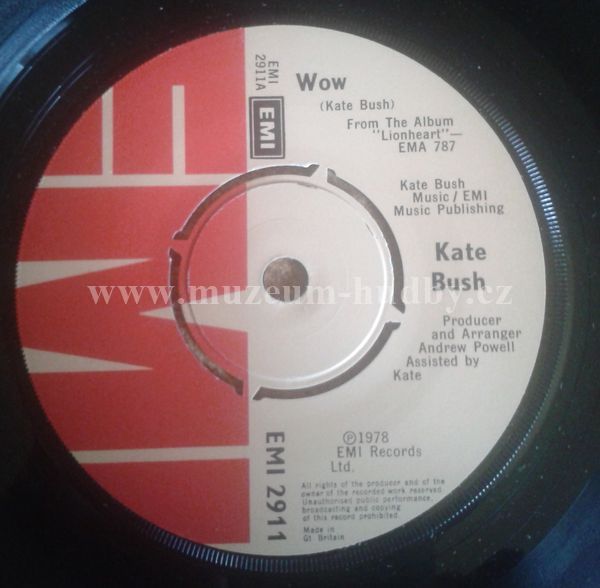 EMI
2911A
EMI
Wow
(Kate Bush)
From The Album
"Lionheart"—
EMA 787
Kate Bush
Music/EMI
Music Publishing
Kate
Bush
www.muzeum-hudby.cz
Producer
and Arranger
Andrew Powell
Assisted by
Kate
Ⓟ1978
EMI Records
Ltd.
EMI 2911
All rights of the producer and of the
owner of the recorded work reserved.
Unauthorised public performance,
broadcasting and copying
of this record prohibited.
Made in
Gt Britain
EMI